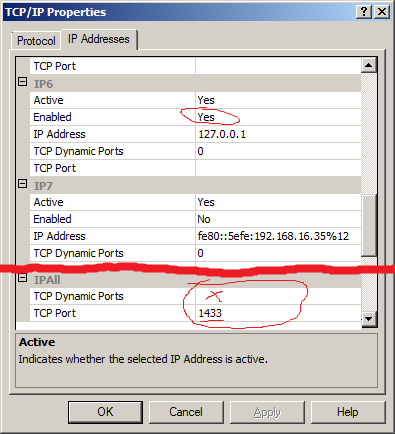 TCP/IP Properties
Protocol
IP Addresses
TCP Port
IP6
Active Yes
Enabled Yes
IP Address 127.0.0.1
TCP Dynamic Ports 0
TCP Port
IP7
Active Yes
Enabled No
IP Address fe80::5efe:192.168.16.35%12
TCP Dynamic Ports 0
IPAll
TCP Dynamic Ports
TCP Port 1433
Active
Indicates whether the selected IP Address is active.
OK Cancel Apply Help